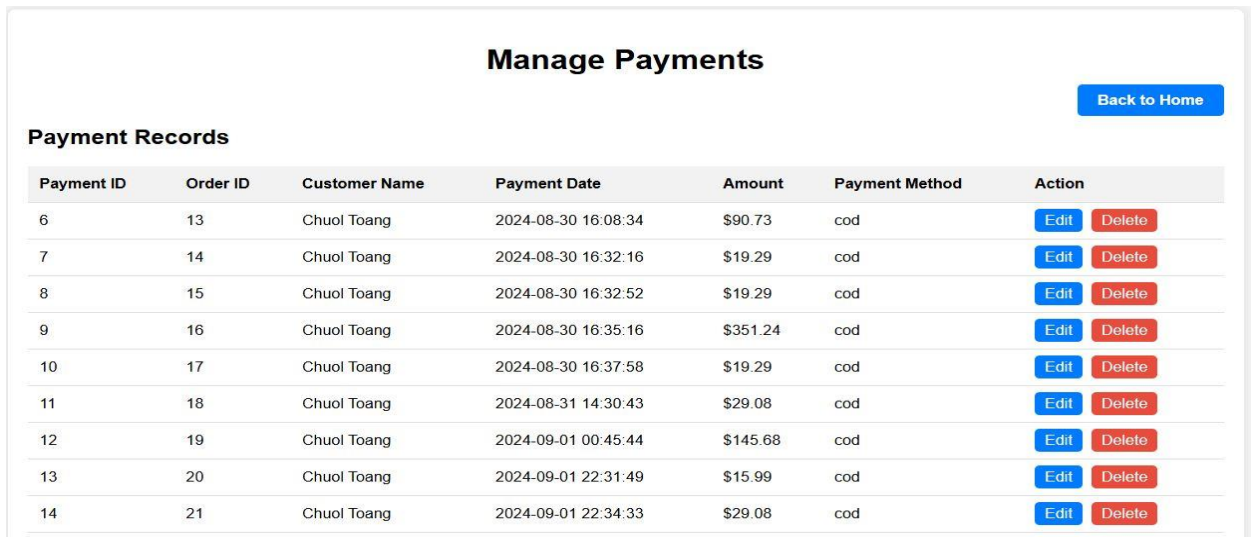 Manage Payments
Back to Home
Payment Records
Payment ID Order ID Customer Name Payment Date Amount Payment Method Action
6 13 Chuol Toang 2024-08-30 16:08:34 $90.73 cod Edit Delete
7 14 Chuol Toang 2024-08-30 16:32:16 $19.29 cod Edit Delete
8 15 Chuol Toang 2024-08-30 16:32:52 $19.29 cod Edit Delete
9 16 Chuol Toang 2024-08-30 16:35:16 $351.24 cod Edit Delete
10 17 Chuol Toang 2024-08-30 16:37:58 $19.29 cod Edit Delete
11 18 Chuol Toang 2024-08-31 14:30:43 $29.08 cod Edit Delete
12 19 Chuol Toang 2024-09-01 00:45:44 $145.68 cod Edit Delete
13 20 Chuol Toang 2024-09-01 22:31:49 $15.99 cod Edit Delete
14 21 Chuol Toang 2024-09-01 22:34:33 $29.08 cod Edit Delete